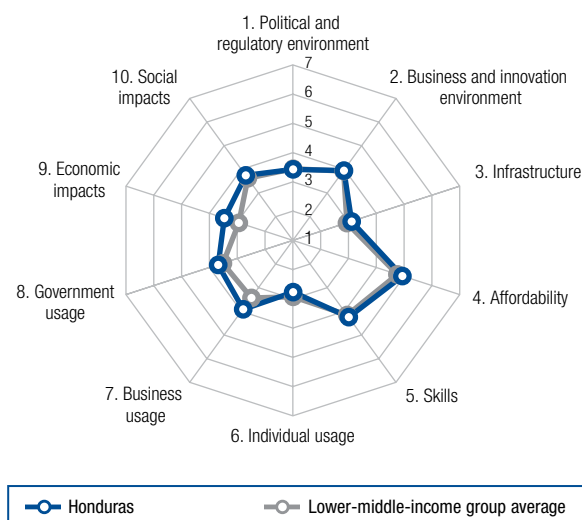 1. Political and
regulatory environment
2. Business and innovation
environment
3. Infrastructure
4. Affordability
5. Skills
6. Individual usage
7. Business
usage
8. Government
usage
9. Economic
impacts
10. Social
impacts
7
6
5
4
3
2
1
Honduras
Lower-middle-income group average